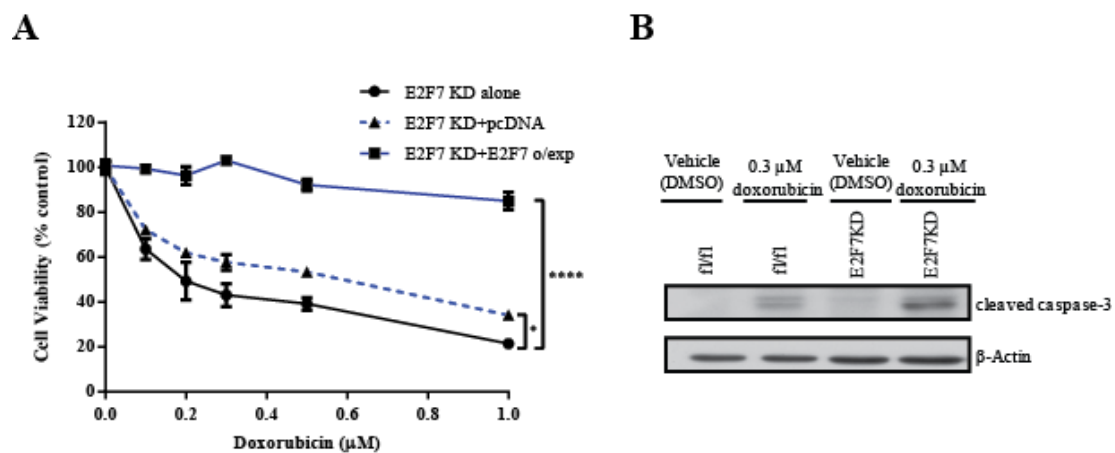 A
B
E2F7 KD alone
E2F7 KD+pcDNA
E2F7 KD+E2F7 o/exp
120
100
80
60
40
20
0
Cell Viability (% control)
0.0
0.2
0.4
0.6
0.8
1.0
Doxorubicin (µM)
****
*
Vehicle
(DMSO)
0.3 µM
doxorubicin
Vehicle
(DMSO)
0.3 µM
doxorubicin
fl/fl
fl/fl
E2F7KD
E2F7KD
cleaved caspase-3
β-Actin